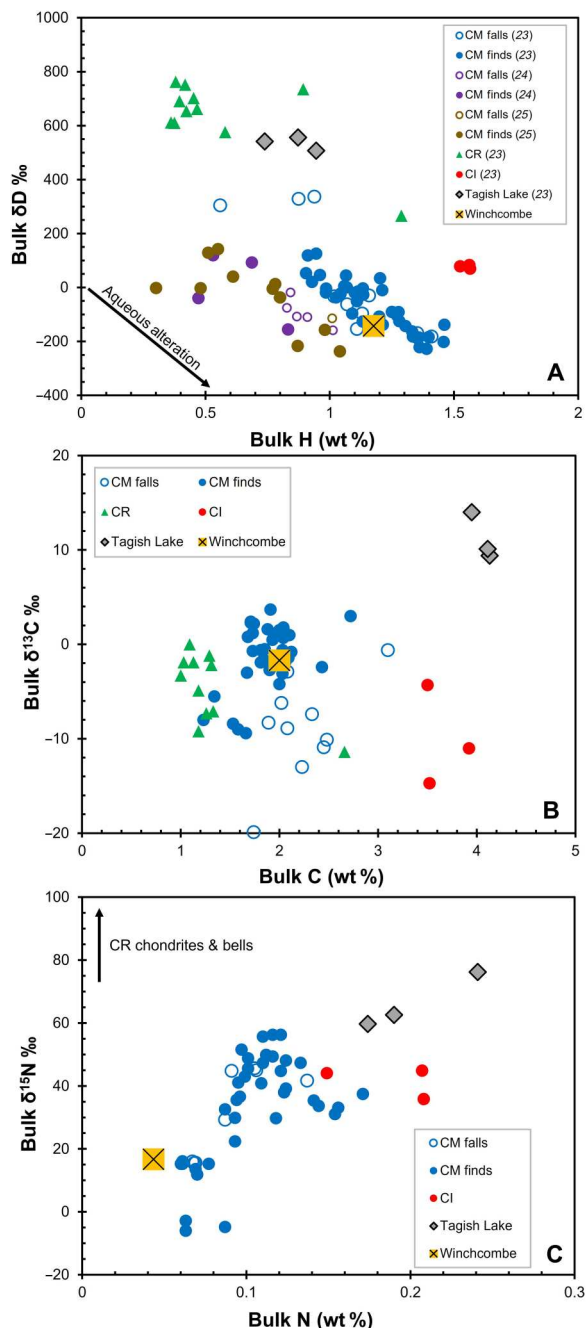 1000
800
600
400
200
0
−200
−400
Bulk δD ‰
CM falls (23)
CM finds (23)
CM falls (24)
CM finds (24)
CM falls (25)
CM finds (25)
CR (23)
CI (23)
Tagish Lake (23)
Winchcombe
Aqueous alteration
A
0 0.5 1 1.5 2
Bulk H (wt %)
20
10
0
−10
−20
Bulk δ¹³C ‰
CM falls CM finds
CR CI
Tagish Lake Winchcombe
B
0 1 2 3 4 5
Bulk C (wt %)
100
80
60
40
20
0
−20
Bulk δ¹⁵N ‰
CR chondrites & bells
CM falls
CM finds
CI
Tagish Lake
Winchcombe
C
0 0.1 0.2 0.3
Bulk N (wt %)